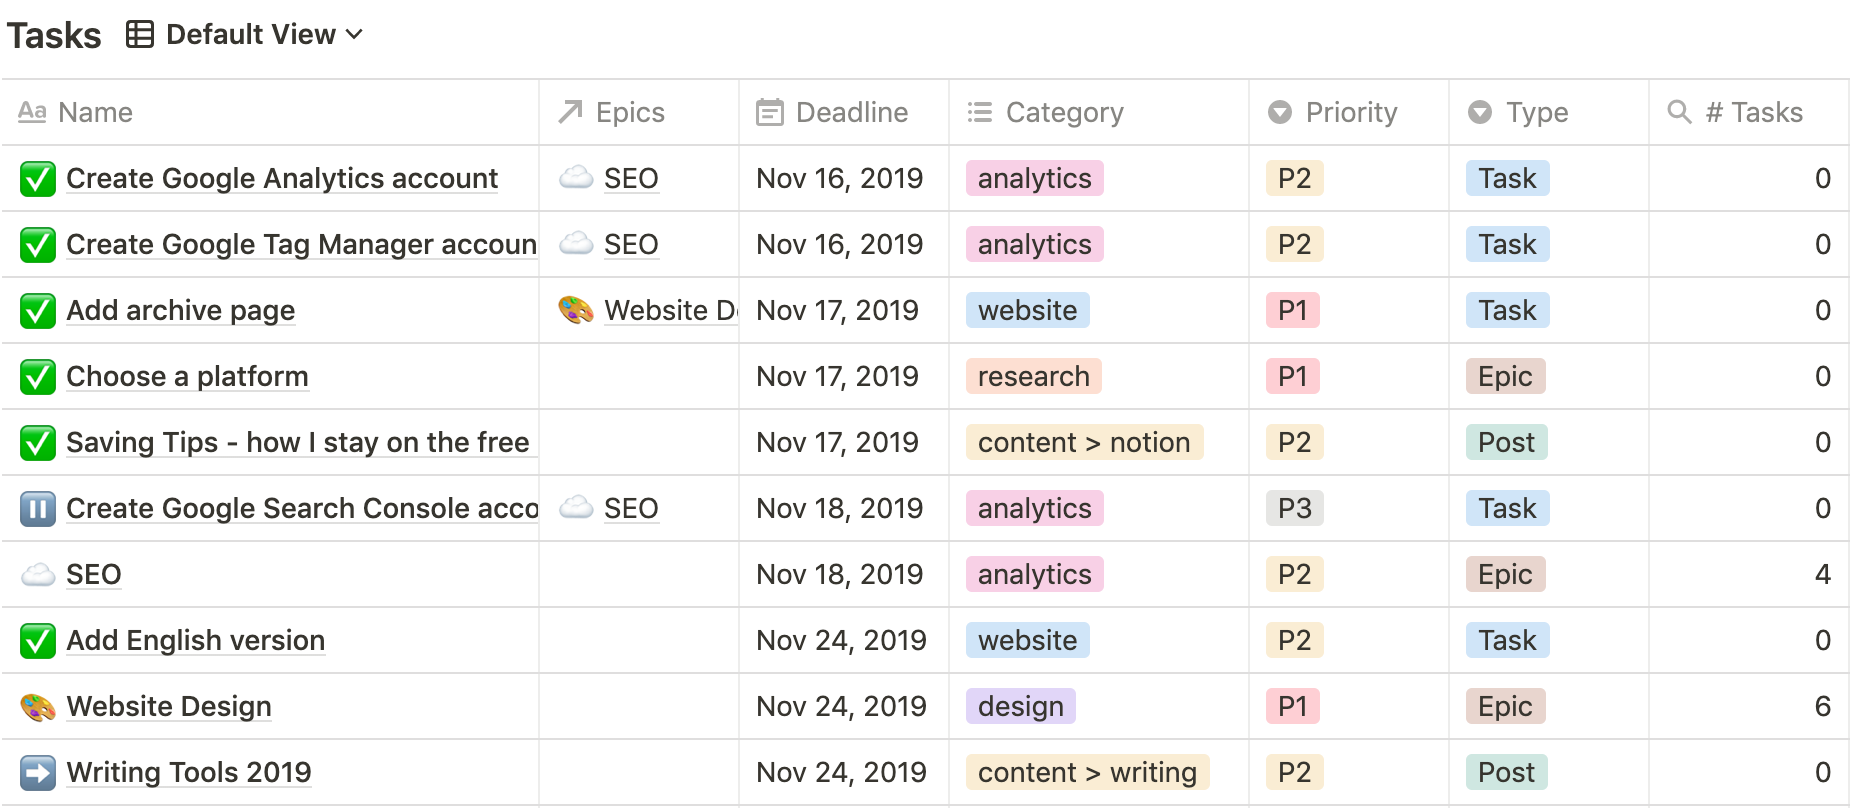 Tasks Default View
Aa Name Epics Deadline Category Priority Type # Tasks
Create Google Analytics account SEO Nov 16, 2019 analytics P2 Task 0
Create Google Tag Manager accoun SEO Nov 16, 2019 analytics P2 Task 0
Add archive page Website D Nov 17, 2019 website P1 Task 0
Choose a platform Nov 17, 2019 research P1 Epic 0
Saving Tips - how I stay on the free Nov 17, 2019 content > notion P2 Post 0
Create Google Search Console acco SEO Nov 18, 2019 analytics P3 Task 0
SEO Nov 18, 2019 analytics P2 Epic 4
Add English version Nov 24, 2019 website P2 Task 0
Website Design Nov 24, 2019 design P1 Epic 6
Writing Tools 2019 Nov 24, 2019 content > writing P2 Post 0